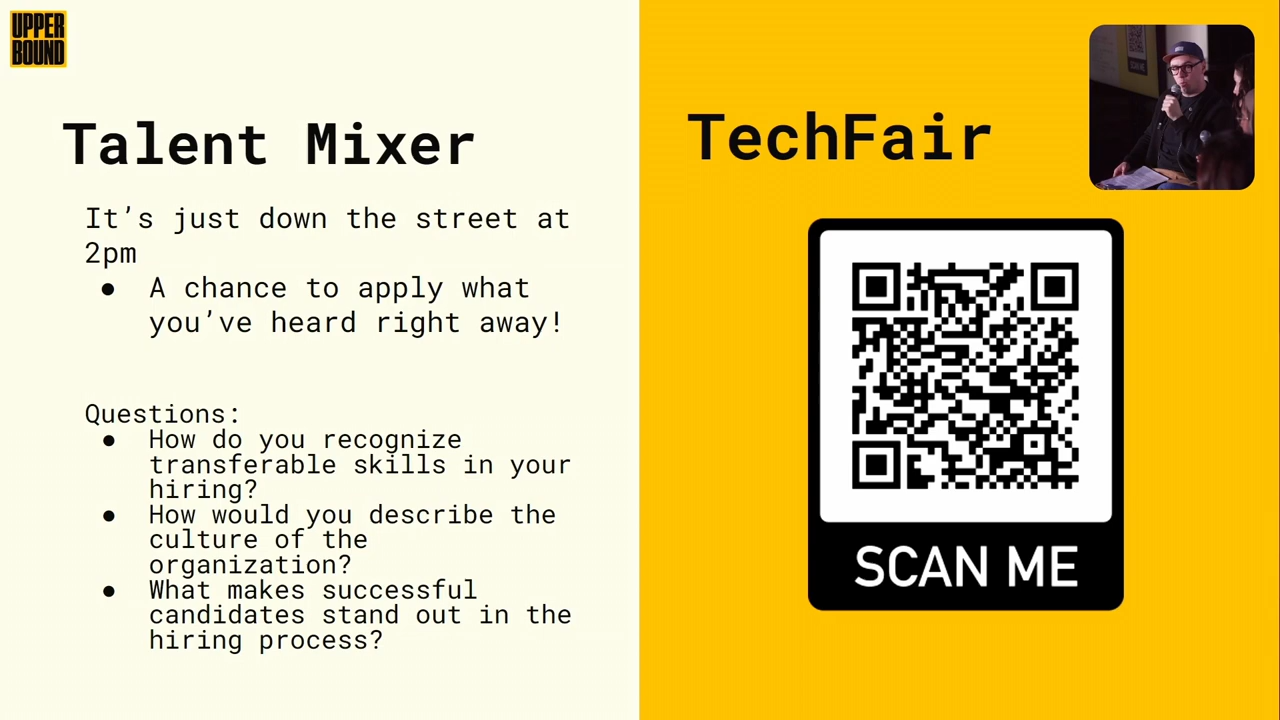 UPPER
BOUND
Talent Mixer
It’s just down the street at
2pm
● A chance to apply what
you’ve heard right away!
Questions:
● How do you recognize
transferable skills in your
hiring?
● How would you describe the
culture of the
organization?
● What makes successful
candidates stand out in the
hiring process?
TechFair
SCAN ME
SCAN ME